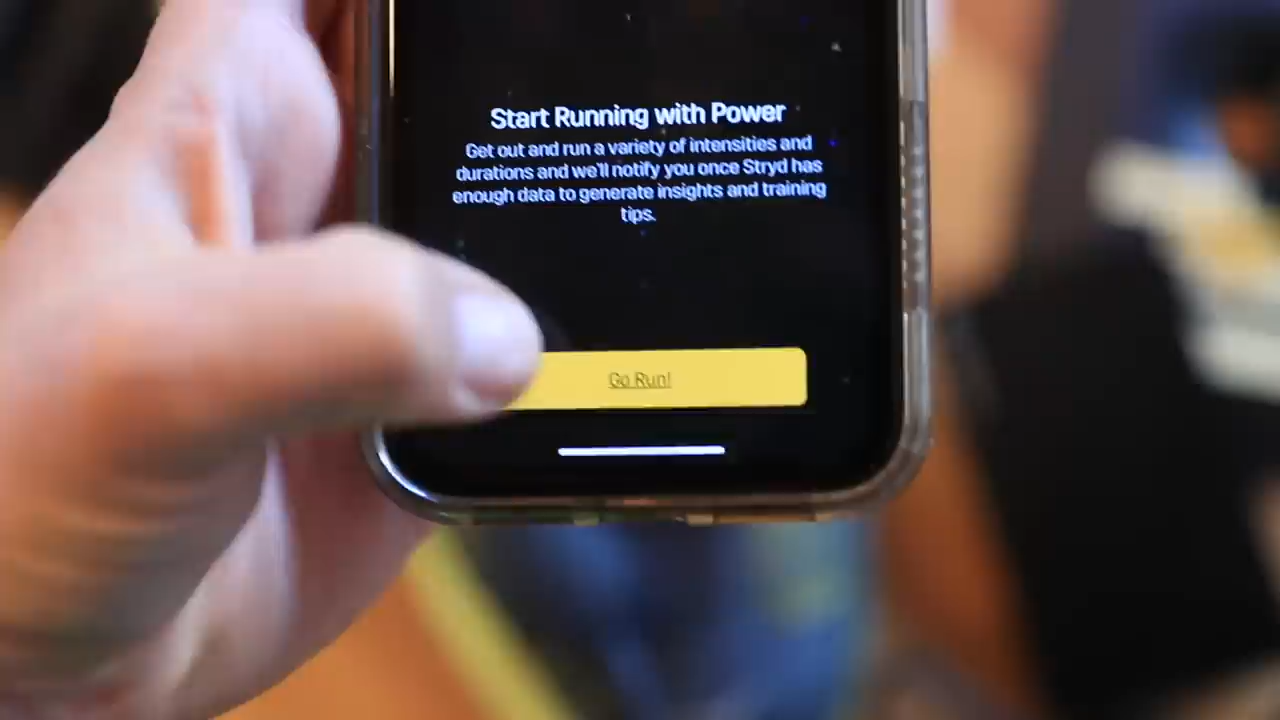 Start Running with Power
Get out and run a variety of intensities and
durations and we'll notify you once Stryd has
enough data to generate insights and training
tips.
Go Run!